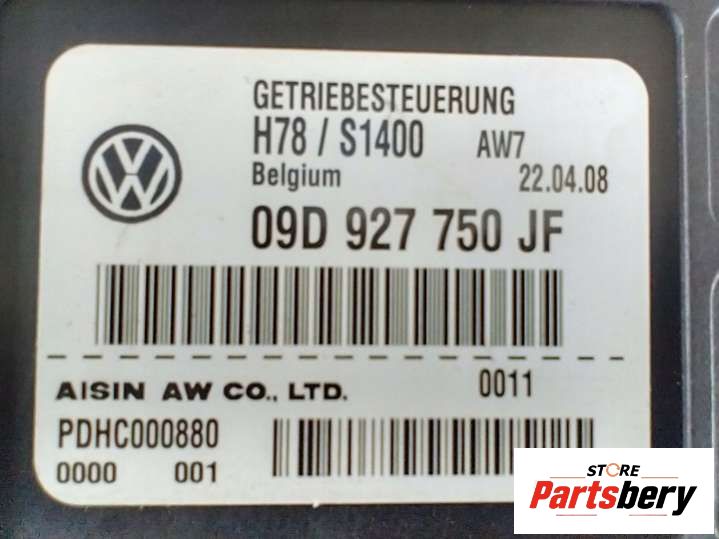 GETRIEBESTEUERUNG
H78 / S1400 AW7
Belgium 22.04.08
09D 927 750 JF
AISIN AW CO., LTD. 0011
PDHC000880
0000 001
STORE
Partsbery